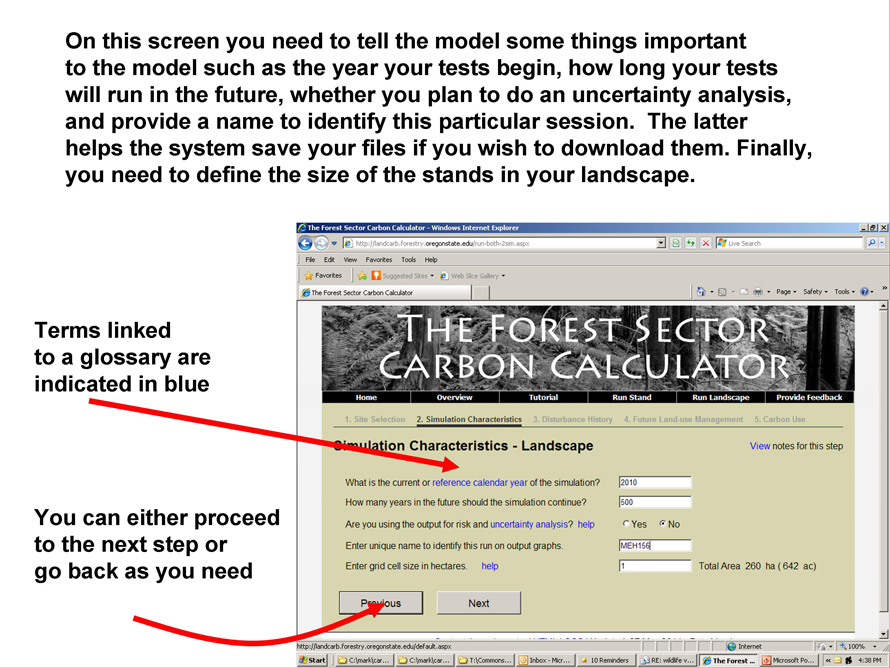 On this screen you need to tell the model some things important
to the model such as the year your tests begin, how long your tests
will run in the future, whether you plan to do an uncertainty analysis,
and provide a name to identify this particular session.  The latter
helps the system save your files if you wish to download them. Finally,
you need to define the size of the stands in your landscape.
Terms linked
to a glossary are
indicated in blue
You can either proceed
to the next step or
go back as you need
The Forest Sector Carbon Calculator - Windows Internet Explorer
http://landcarb.forestry.oregonstate.edu/run-both-2sim.aspx
Live Search
File Edit View Favorites Tools Help
Favorites Suggested Sites Web Slice Gallery
The Forest Sector Carbon Calculator
Page Safety Tools
THE FOREST SECTOR
CARBON CALCULATOR
Home Overview Tutorial Run Stand Run Landscape Provide Feedback
1. Site Selection 2. Simulation Characteristics 3. Disturbance History 4. Future Land-use Management 5. Carbon Use
Simulation Characteristics - Landscape
View notes for this step
What is the current or reference calendar year of the simulation? 2010
How many years in the future should the simulation continue? 500
Are you using the output for risk and uncertainty analysis? help Yes No
Enter unique name to identify this run on output graphs. MEH156
Enter grid cell size in hectares. help 1 Total Area 260 ha ( 642 ac)
Previous Next
http://landcarb.forestry.oregonstate.edu/default.aspx Internet 100%
Start C:\mark\car... C:\mark\car... T:\Commons... Inbox - Micr... 10 Reminders RE: wildlife v... The Forest ... Microsoft Po... 4:38 PM